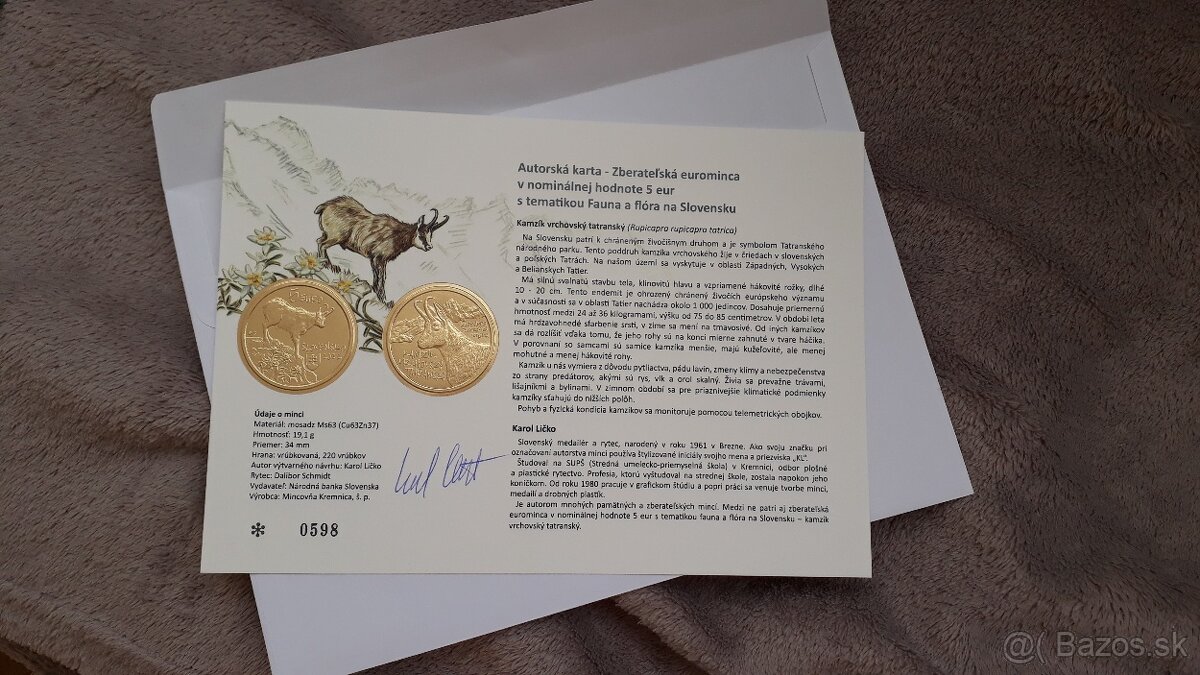 Autorská karta - Zberateľská eurominca
v nominálnej hodnote 5 eur
s tematikou Fauna a flóra na Slovensku
Kamzík vrchovský tatranský (Rupicapra rupicapra tatrica)
Na Slovensku patrí k chráneným živočíšnym druhom a je symbolom Tatranského
národného parku. Tento poddruh kamzíka vrchovského žije v čriedach v slovenských
a poľských Tatrách. Na našom území sa vyskytuje v oblasti Západných, Vysokých
a Belianskych Tatier.
Má silnú svalnatú stavbu tela, klinovitú hlavu a vzpriamené hákovité rožky, dlhé
10 - 20 cm. Tento endemit je ohrozený chránený živočích európskeho významu
a v súčasnosti sa v oblasti Tatier nachádza okolo 1 000 jedincov. Dosahuje priemernú
hmotnosť medzi 24 až 36 kilogramami, výšku od 75 do 85 centimetrov. V období leta
má hrdzavohnedé sfarbenie srsti, v zime sa mení na tmavosivé. Od iných kamzíkov
sa dá rozlíšiť vďaka tomu, že jeho rohy sú na konci mierne zahnuté v tvare háčika.
V porovnaní so samcami sú samice kamzíka menšie, majú kužeľovité, ale menej
mohutné a menej hákovité rohy.
Kamzík u nás vymiera z dôvodu pytliactva, pádu lavín, zmeny klímy a nebezpečenstva
zo strany predátorov, akými sú rys, vlk a orol skalný. Živia sa prevažne trávami,
lišajníkmi a bylinami. V zimnom období sa pre priaznivejšie klimatické podmienky
kamzíky sťahujú do nižších polôh.
Pohyb a fyzická kondícia kamzíkov sa monitoruje pomocou telemetrických obojkov.
Karol Ličko
Slovenský medailér a rytec, narodený v roku 1961 v Brezne. Ako svoju značku pri
označovaní autorstva mincí používa štylizované iniciály svojho mena a priezviska „KL“.
Študoval na SUPŠ (Stredná umelecko-priemyselná škola) v Kremnici, odbor plošné
a plastické rytectvo. Profesia, ktorú vyštudoval na strednej škole, zostala napokon jeho
koníčkom. Od roku 1980 pracuje v grafickom štúdiu a popri práci sa venuje tvorbe mincí,
medailí a drobných plastík.
Je autorom mnohých pamätných a zberateľských mincí. Medzi ne patrí aj zberateľská
eurominca v nominálnej hodnote 5 eur s tematikou fauna a flóra na Slovensku – kamzík
vrchovský tatranský.
Údaje o minci
Materiál: mosadz Ms63 (Cu63Zn37)
Hmotnosť: 19,1 g
Priemer: 34 mm
Hrana: vrúbkovaná, 220 vrúbkov
Autor výtvarného návrhu: Karol Ličko
Rytec: Dalibor Schmidt
Vydavateľ: Národná banka Slovenska
Výrobca: Mincovňa Kremnica, š. p.
0598
@( Bazos.sk